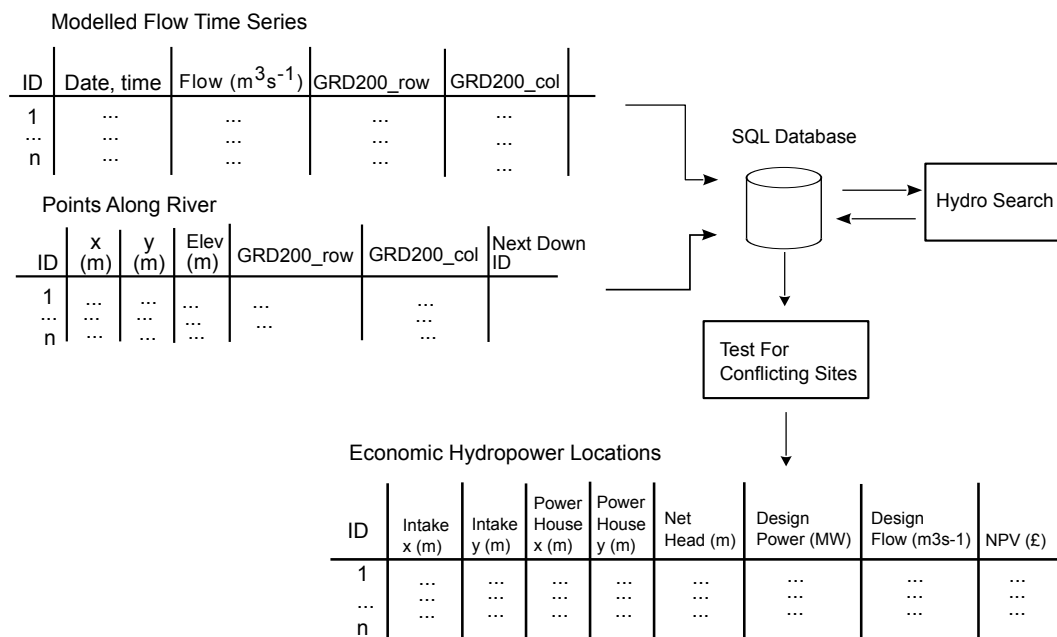 Modelled Flow Time Series
ID Date, time Flow (m3s-1) GRD200_row GRD200_col
1 ... ... ... ...
... ... ... ... ...
n ... ... ... ...
SQL Database
Hydro Search
Points Along River
ID x (m) y (m) Elev (m) GRD200_row GRD200_col Next Down ID
1 ... ... ... ... ...
... ... ... ... ... ...
n ... ... ... ...
Test For
Conflicting Sites
Economic Hydropower Locations
ID Intake x (m) Intake y (m) Power House x (m) Power House y (m) Net Head (m) Design Power (MW) Design Flow (m3s-1) NPV (£)
1 ... ... ... ... ... ... ... ...
... ... ... ... ... ... ... ... ...
n ... ... ... ... ... ... ... ...